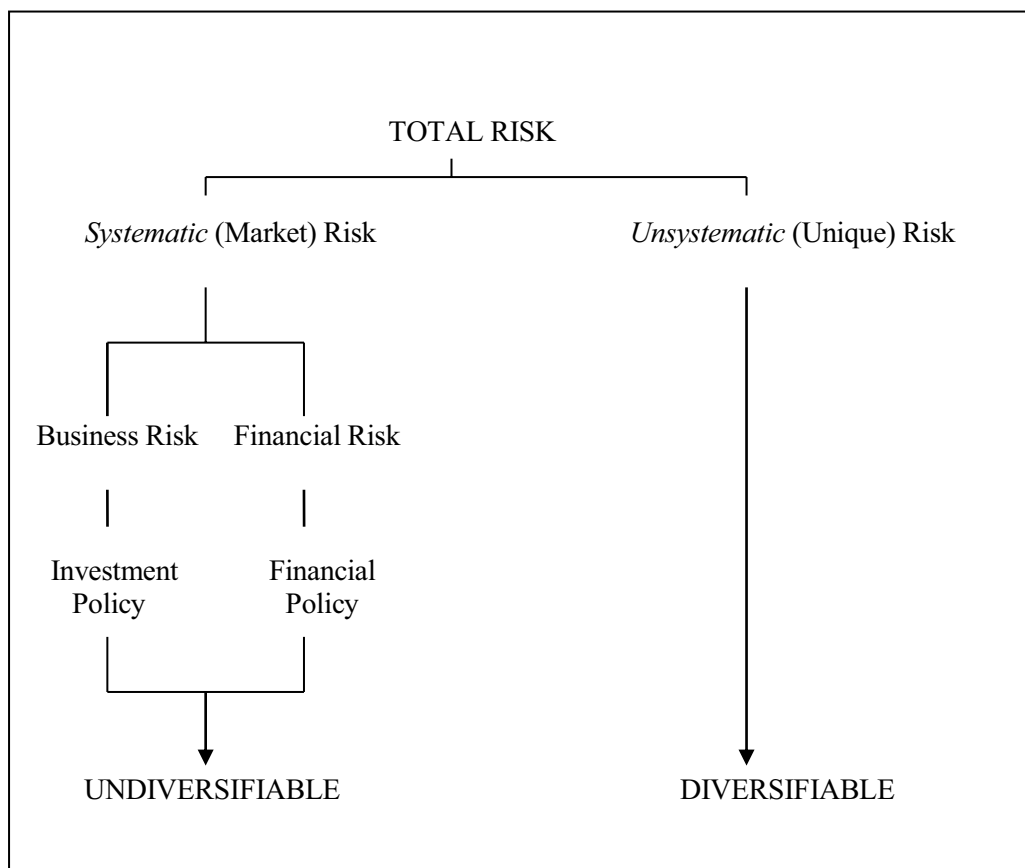 TOTAL RISK
Systematic (Market) Risk
Unsystematic (Unique) Risk
Business Risk
Financial Risk
Investment
Policy
Financial
Policy
UNDIVERSIFIABLE
DIVERSIFIABLE